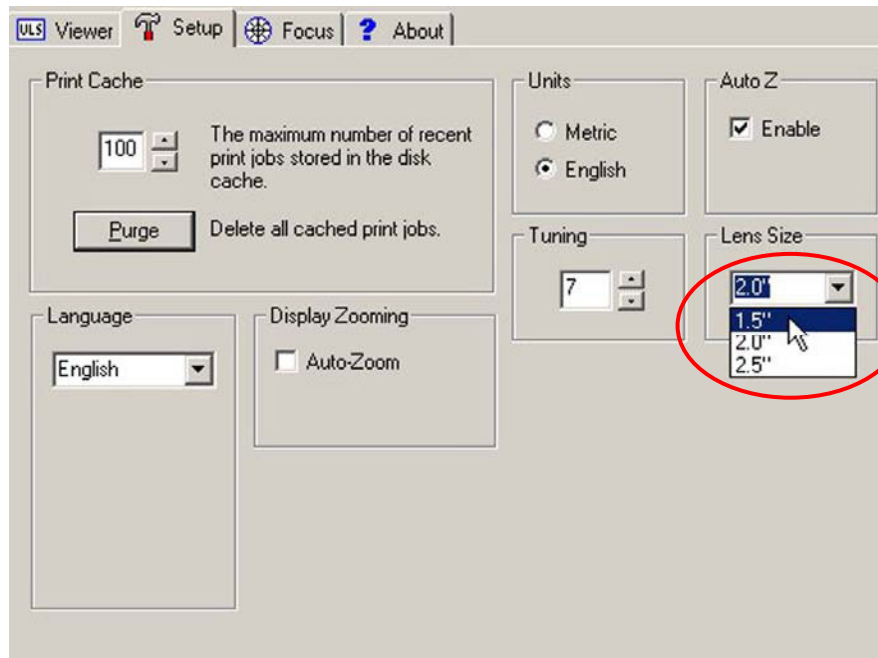 ULS Viewer Setup Focus ? About
Print Cache
100
The maximum number of recent
print jobs stored in the disk
cache.
Purge
Delete all cached print jobs.
Units
Metric
English
Auto Z
Enable
Tuning
7
Lens Size
2.0"
1.5"
2.0"
2.5"
Language
English
Display Zooming
Auto-Zoom